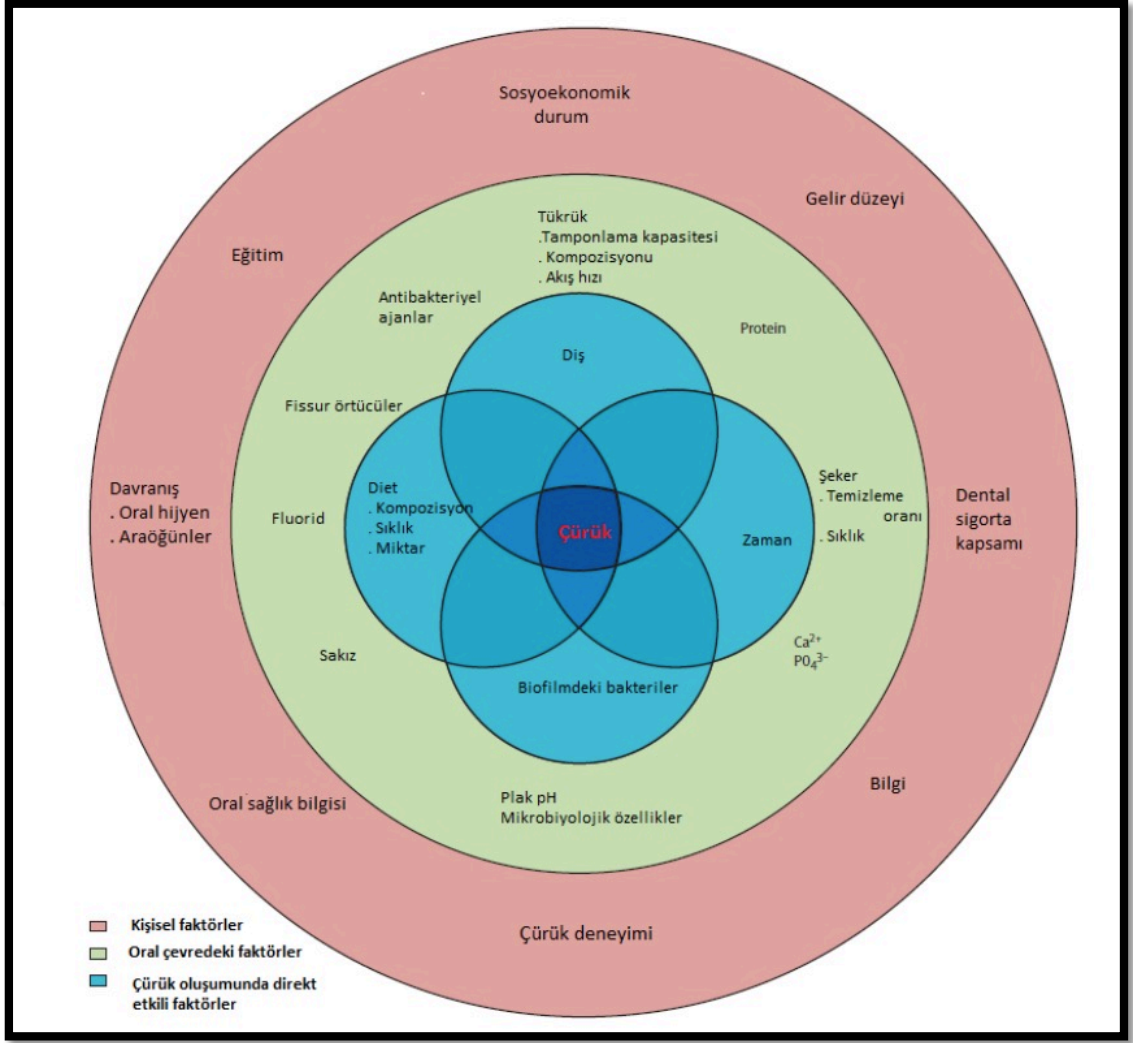 Sosyoekonomik
durum
Gelir düzeyi
Eğitim
Tükrük
.Tamponlama kapasitesi
. Kompozisyonu
. Akış hızı
Antibakteriyel
ajanlar
Protein
Diş
Fissur örtücüler
Davranış
. Oral hijyen
. Araöğünler
Fluorid
Diet
. Kompozisyon
. Sıklık
. Miktar
Çürük
Zaman
Şeker
. Temizleme
oranı
. Sıklık
Dental
sigorta
kapsamı
Sakız
Ca²⁺
PO₄³⁻
Biofilmdeki bakteriler
Bilgi
Oral sağlık bilgisi
Plak pH
Mikrobiyolojik özellikler
Çürük deneyimi
Kişisel faktörler
Oral çevredeki faktörler
Çürük oluşumunda direkt
etkili faktörler